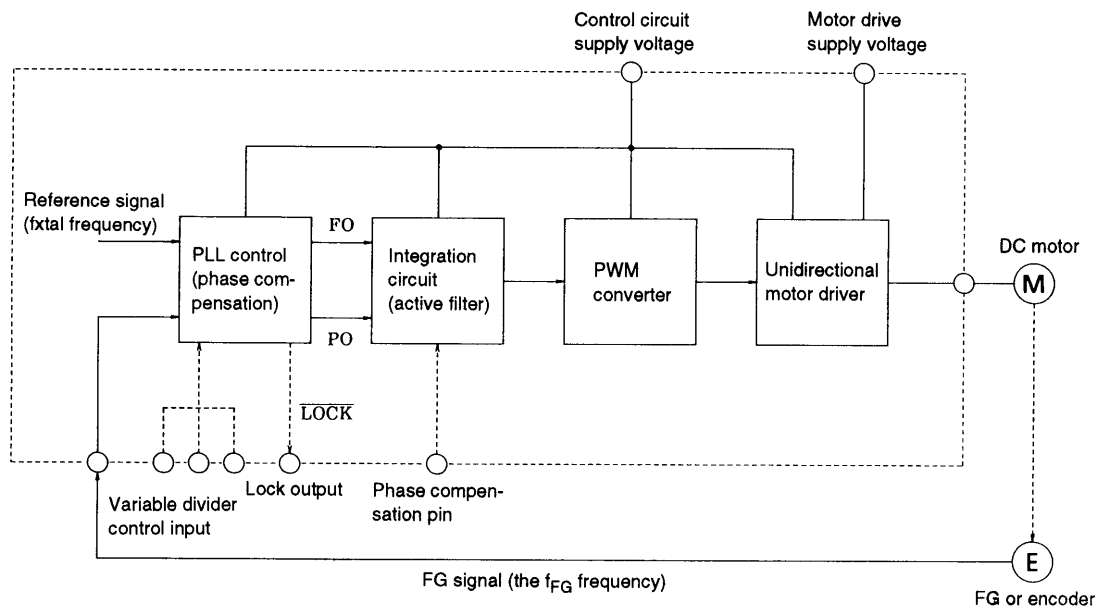 Control circuit
supply voltage
Motor drive
supply voltage
Reference signal
(fxtal frequency)
FO
PLL control
(phase com-
pensation)
Integration
circuit
(active filter)
PWM
converter
Unidirectional
motor driver
DC motor
M
PO
LOCK
Variable divider
control input
Lock output
Phase compen-
sation pin
E
FG signal (the fFG frequency)
FG or encoder